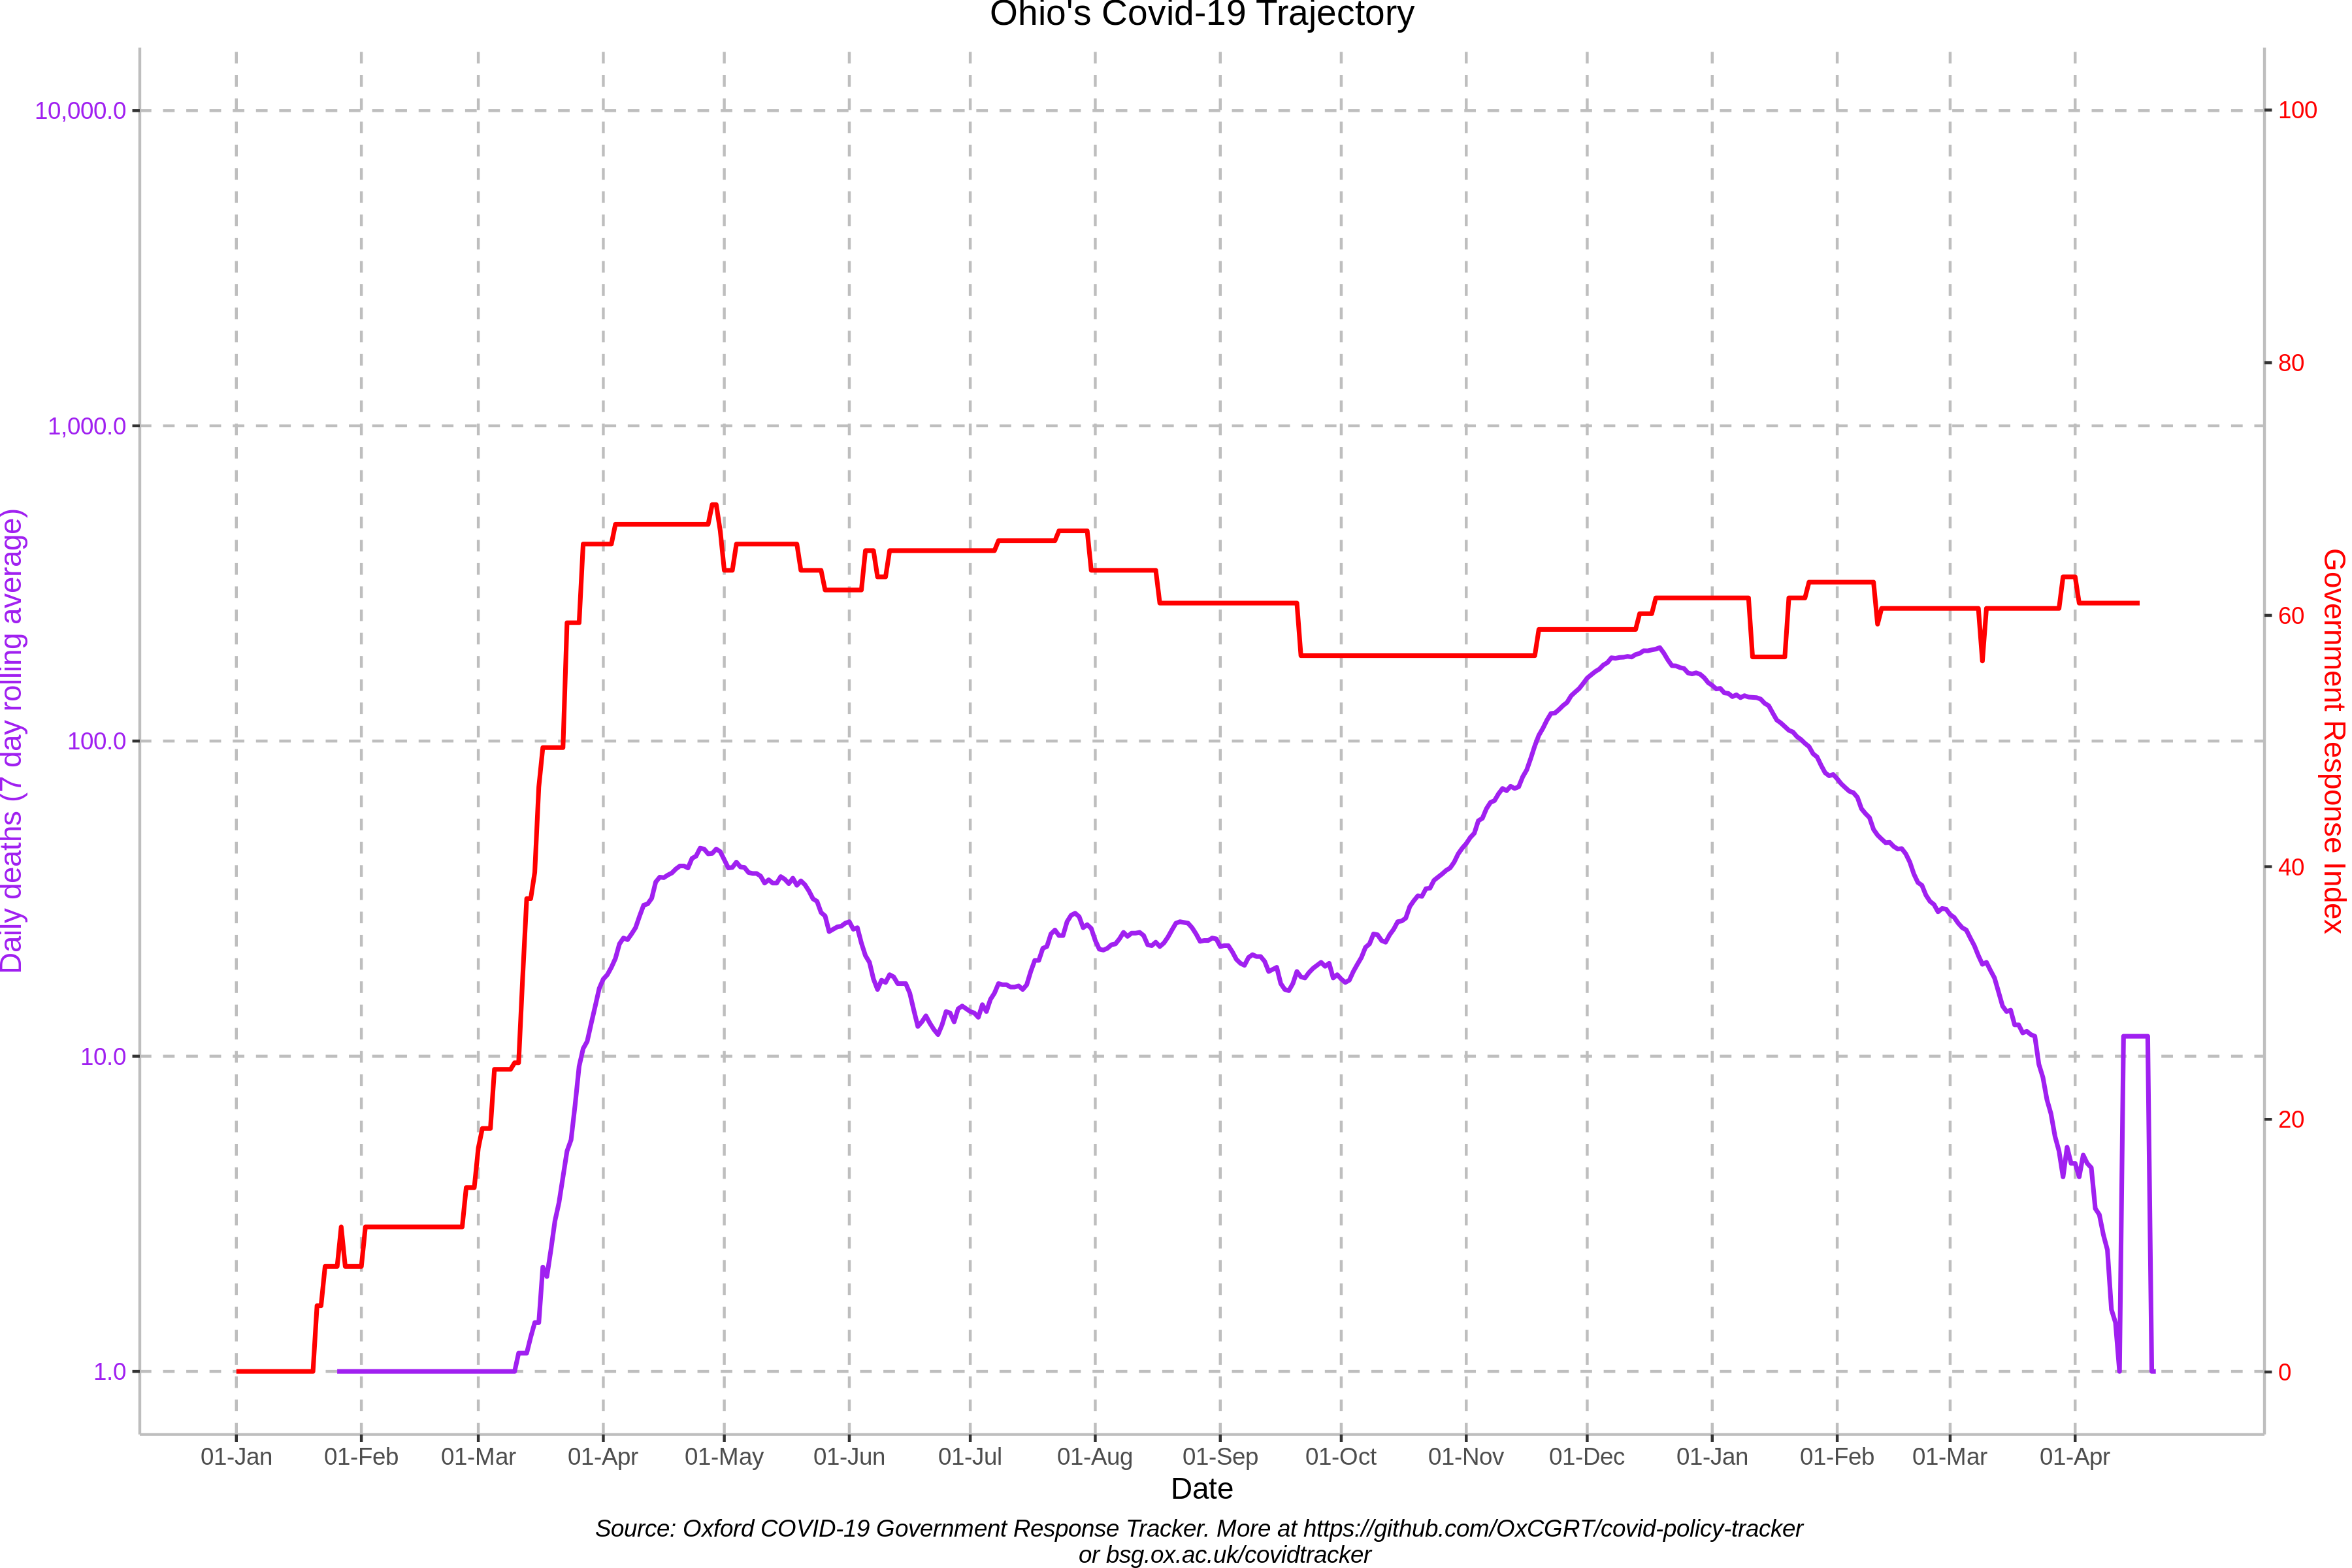 Ohio's Covid-19 Trajectory
10,000.0
1,000.0
100.0
10.0
1.0
Daily deaths (7 day rolling average)
100
80
60
40
20
0
Government Response Index
01-Jan 01-Feb 01-Mar 01-Apr 01-May 01-Jun 01-Jul 01-Aug 01-Sep 01-Oct 01-Nov 01-Dec 01-Jan 01-Feb 01-Mar 01-Apr
Date
Source: Oxford COVID-19 Government Response Tracker. More at https://github.com/OxCGRT/covid-policy-tracker
or bsg.ox.ac.uk/covidtracker